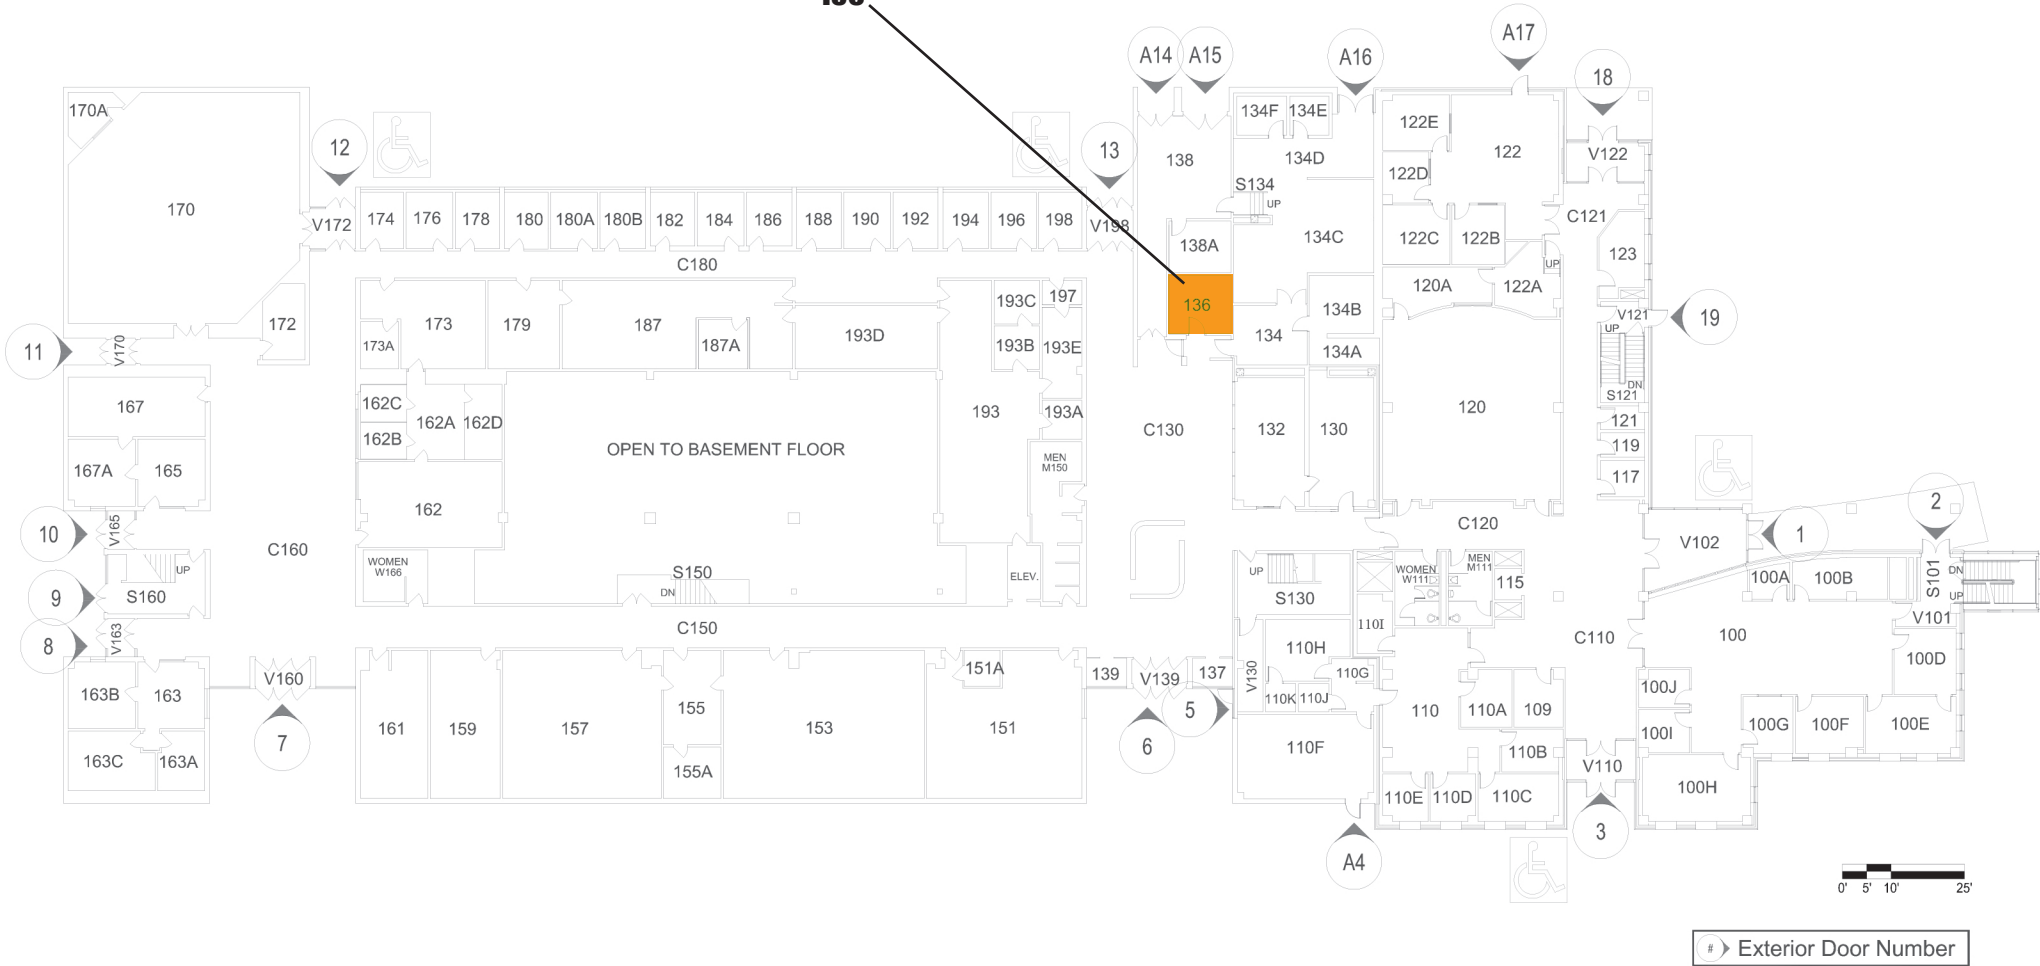 A17
A14
A15
A16
18
170A
134F
134E
122E
12
13
122
V122
138
134D
122D
S134
UP
170
174
176
178
180
180A
180B
182
184
186
188
190
192
194
196
198
V172
V198
C121
134C
138A
122C
122B
123
C180
UP
120A
122A
193C
197
136
134B
V121
19
172
173
179
187
UP
11
V170
173A
187A
193D
193B
193E
134
134A
DN
S121
167
162C
162A
162D
193
193A
120
121
162B
C130
132
130
119
OPEN TO BASEMENT FLOOR
167A
165
MEN
M150
117
2
162
10
V165
C120
1
C160
V102
WOMEN
W166
MEN
M111
UP
S150
ELEV.
UP
WOMEN
W111
115
100A
100B
S101
DN
9
S160
DN
S130
UP
V101
C150
110I
8
V163
C110
100
110H
100D
163B
163
V160
151A
139
V139
137
V130
110G
100J
110K
110J
5
110
110A
109
161
159
157
155
153
151
100I
100G
100F
100E
7
6
110F
110B
163C
163A
155A
V110
100H
110E
110D
110C
3
A4
0'
5'
10'
25'
#
Exterior Door Number